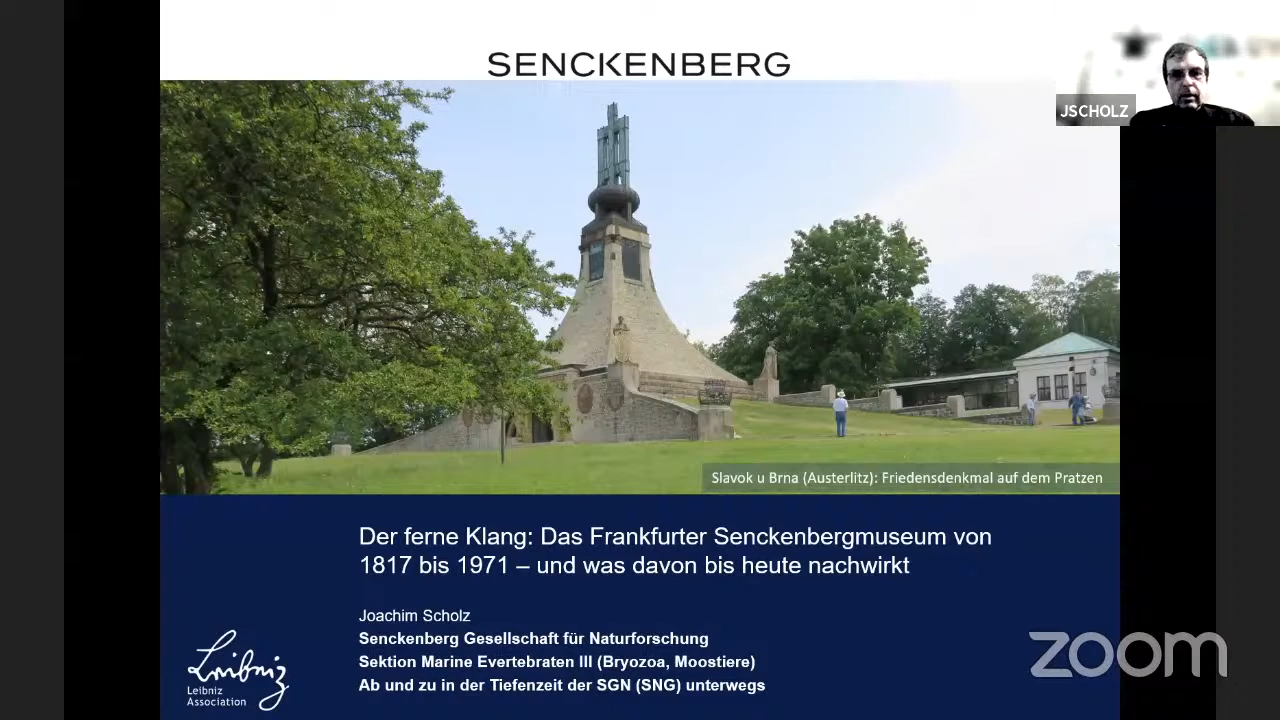 SENCKENBERG
JSCHOLZ
Slavok u Brna (Austerlitz): Friedensdenkmal auf dem Pratzen
Der ferne Klang: Das Frankfurter Senckenbergmuseum von
1817 bis 1971 – und was davon bis heute nachwirkt
Joachim Scholz
Senckenberg Gesellschaft für Naturforschung
Sektion Marine Evertebraten III (Bryozoa, Moostiere)
Ab und zu in der Tiefenzeit der SGN (SNG) unterwegs
Leibniz
Leibniz
Association
zoom